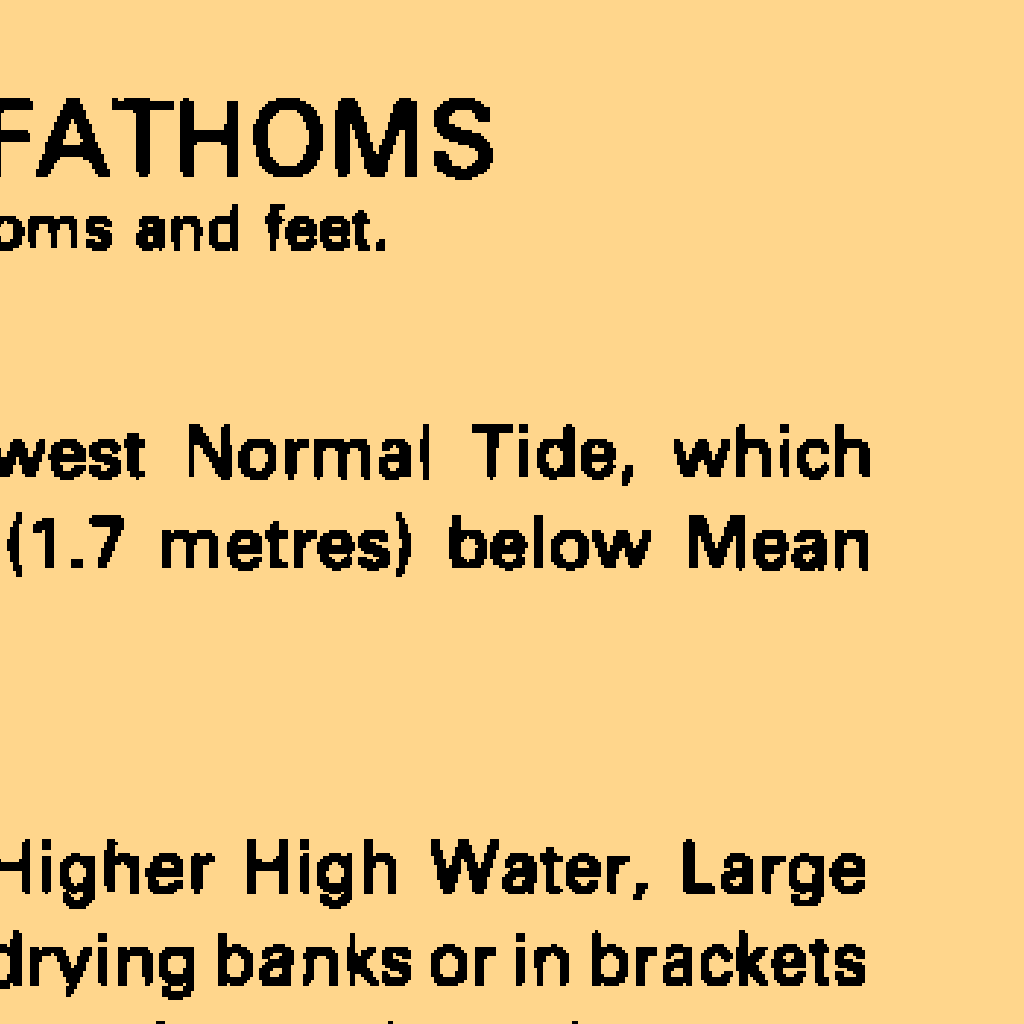 FATHOMS
oms and feet.
west Normal Tide, which
(1.7 metres) below Mean
Higher High Water, Large
drying banks or in brackets